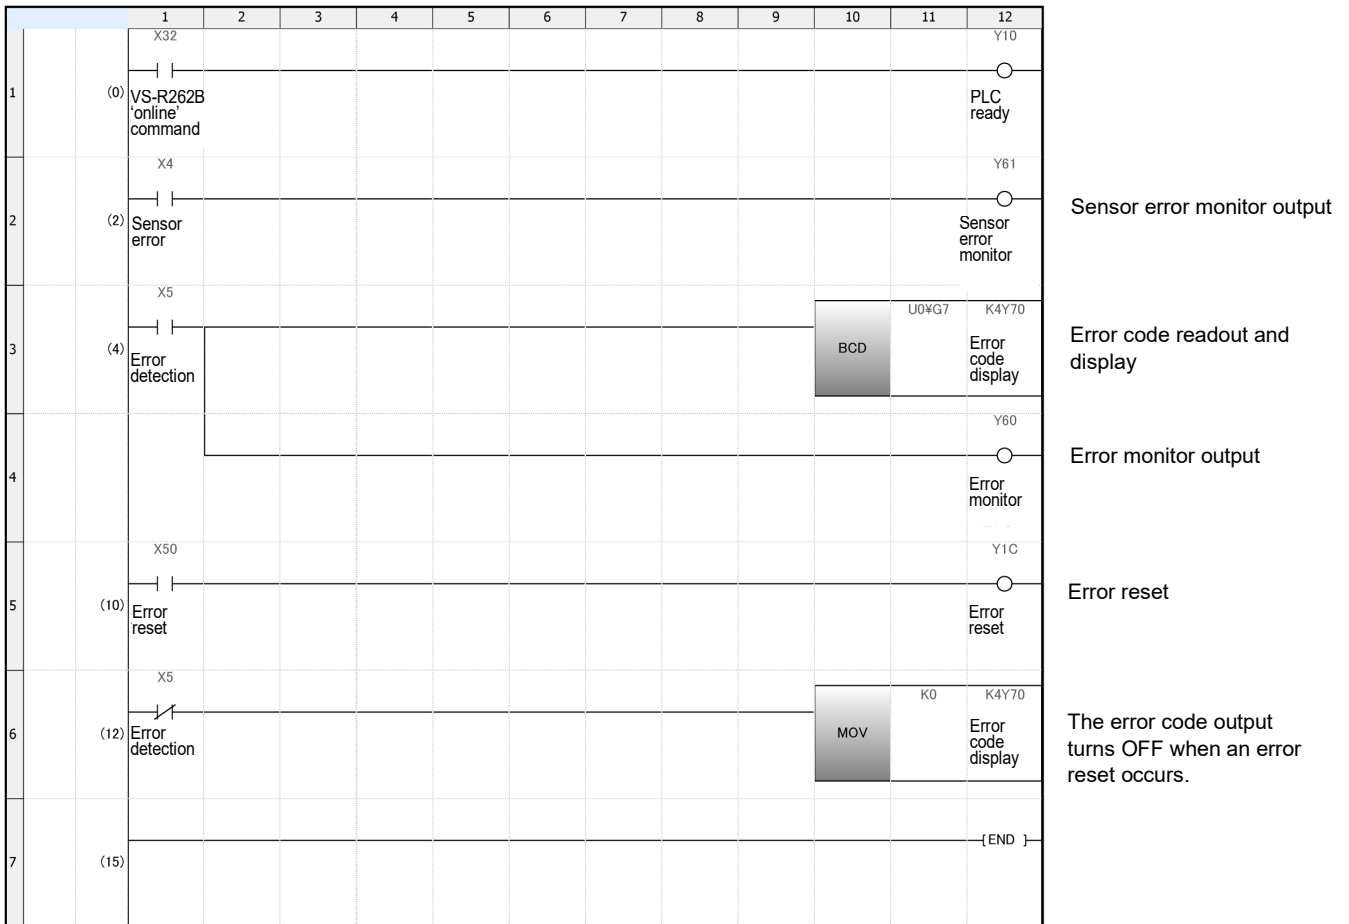 1 2 3 4 5 6 7 8 9 10 11 12
X32 Y10
1 (0) VS-R262B PLC
'online' ready
command
X4 Y61
2 (2) Sensor Sensor Sensor error monitor output
error error
monitor
X5 U0¥G7 K4Y70
3 (4) Error BCD Error Error code readout and
detection code display
display
Y60
4 Error monitor output
Error
monitor
X50 Y1C
5 (10) Error Error Error reset
reset reset
X5 K0 K4Y70
6 (12) Error MOV Error The error code output
detection code turns OFF when an error
display reset occurs.
7 (15) [END ]